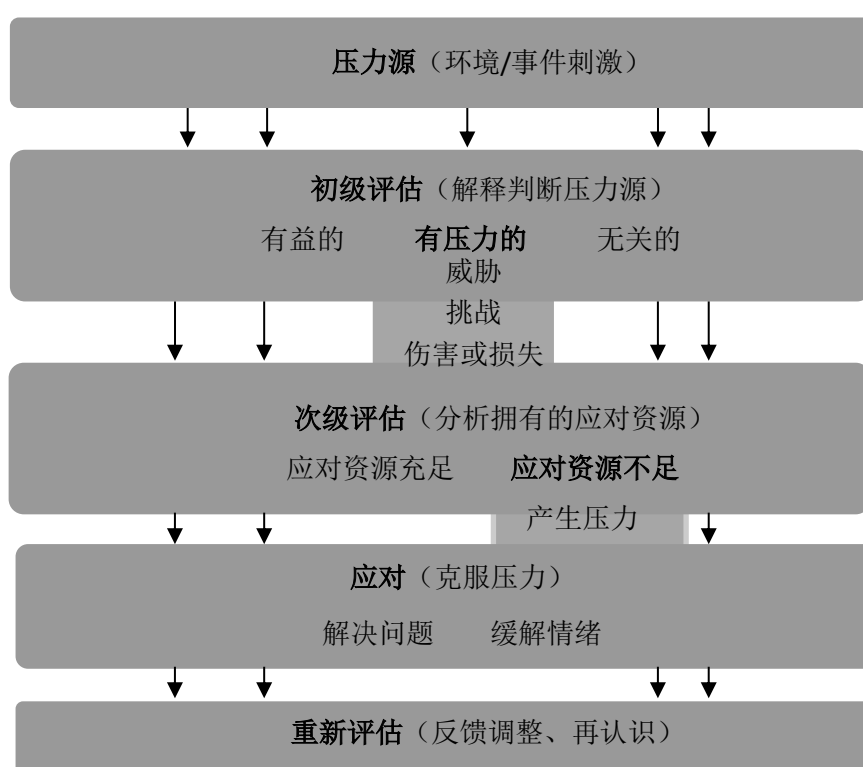 压力源（环境/事件刺激）
初级评估（解释判断压力源）
有益的 有压力的 无关的
威胁
挑战
伤害或损失
次级评估（分析拥有的应对资源）
应对资源充足 应对资源不足
产生压力
应对（克服压力）
解决问题 缓解情绪
重新评估（反馈调整、再认识）